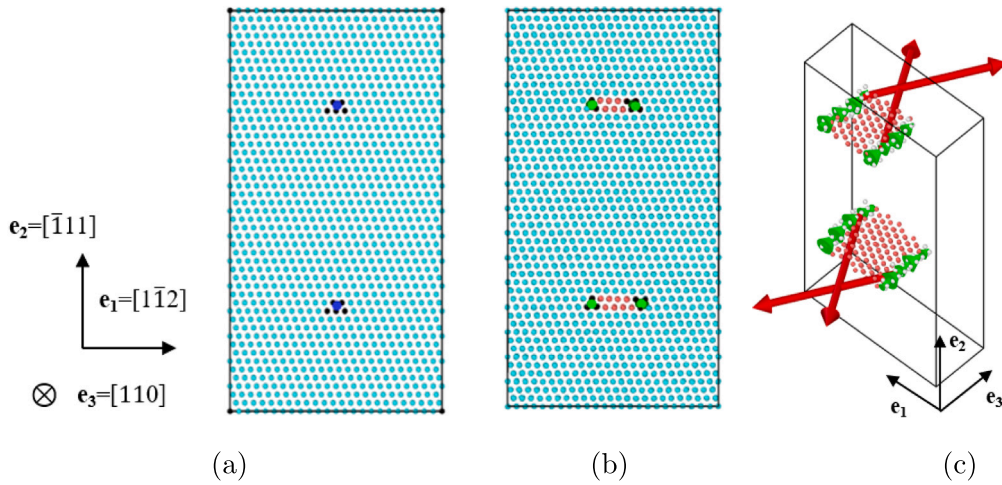 e₂=[1̄11]
e₁=[11̄2]
e₃=[110]
e₂
e₁
e₃
(a)
(b)
(c)